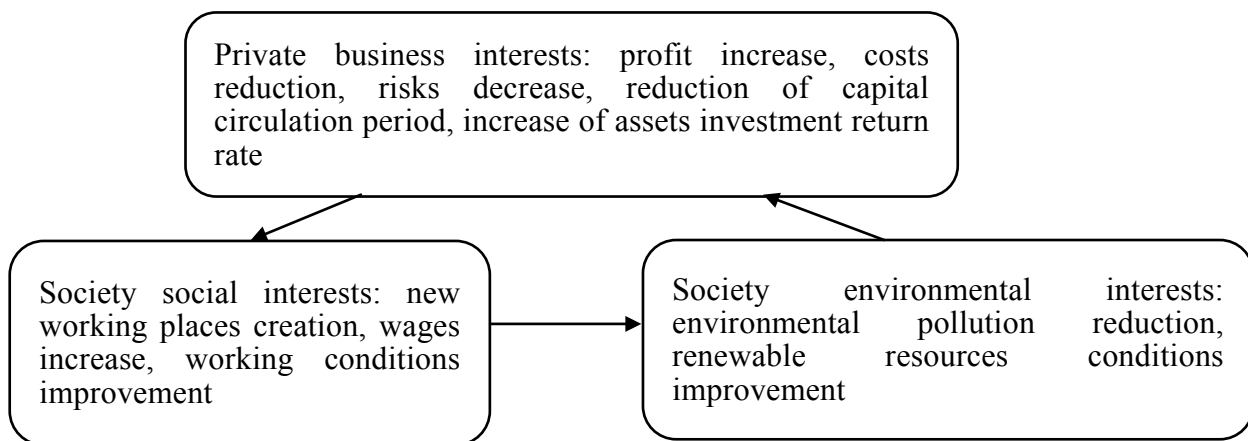 Private business interests: profit increase, costs
reduction, risks decrease, reduction of capital
circulation period, increase of assets investment return
rate
Society social interests: new
working places creation, wages
increase, working conditions
improvement
Society environmental interests:
environmental pollution reduction,
renewable resources conditions
improvement